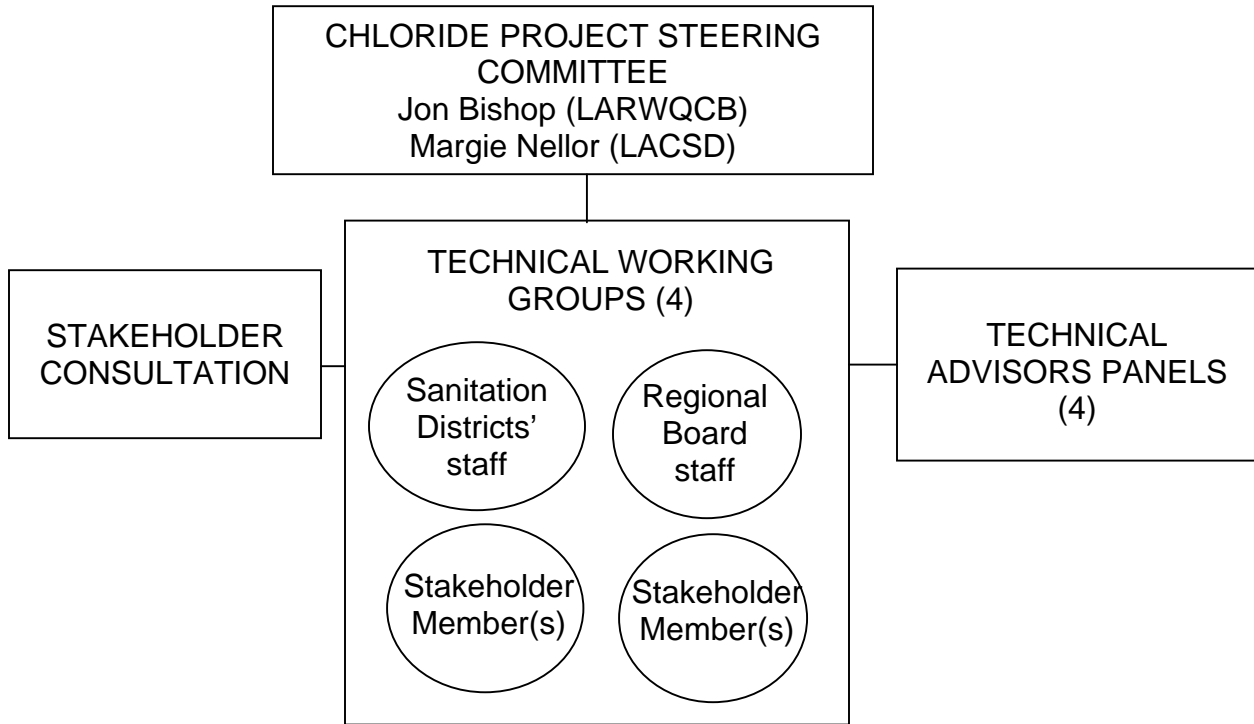 CHLORIDE PROJECT STEERING
COMMITTEE
Jon Bishop (LARWQCB)
Margie Nellor (LACSD)
STAKEHOLDER
CONSULTATION
TECHNICAL WORKING
GROUPS (4)
Sanitation
Districts’
staff
Regional
Board
staff
Stakeholder
Member(s)
Stakeholder
Member(s)
TECHNICAL
ADVISORS PANELS
(4)